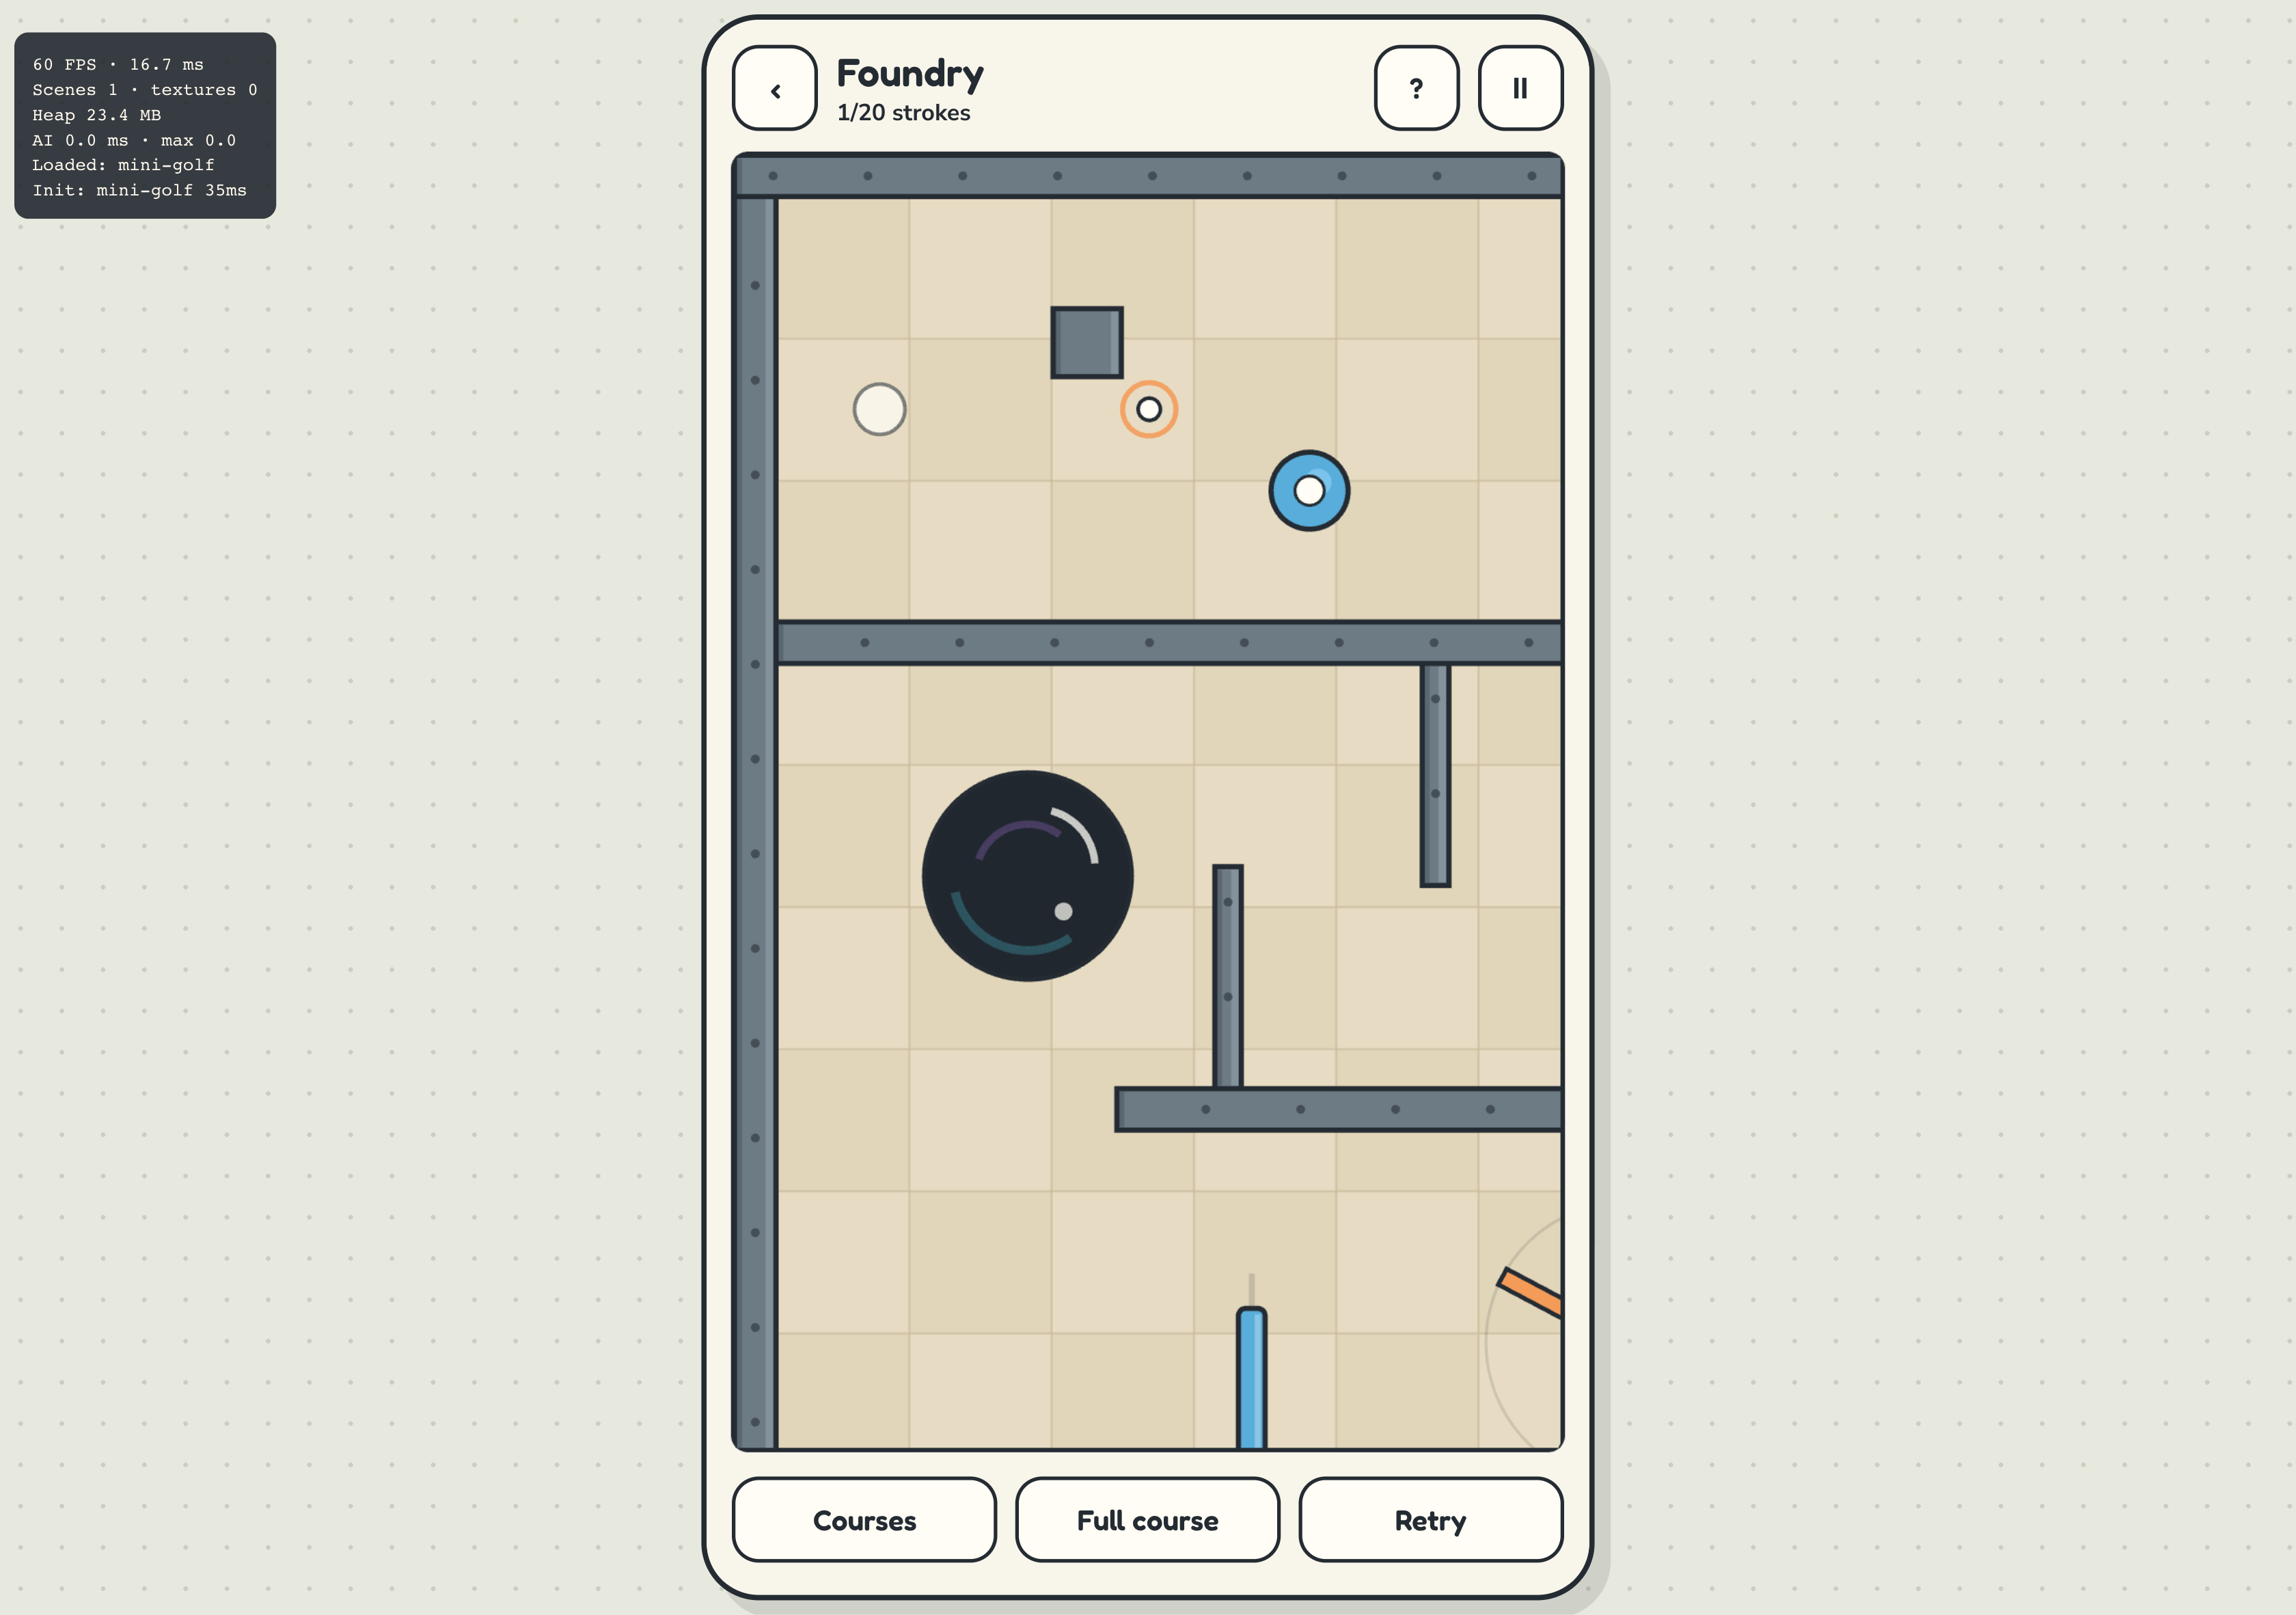 60 FPS · 16.7 ms
Scenes 1 · textures 0
Heap 23.4 MB
AI 0.0 ms · max 0.0
Loaded: mini-golf
Init: mini-golf 35ms
‹
Foundry
1/20 strokes
?
II
Courses
Full course
Retry